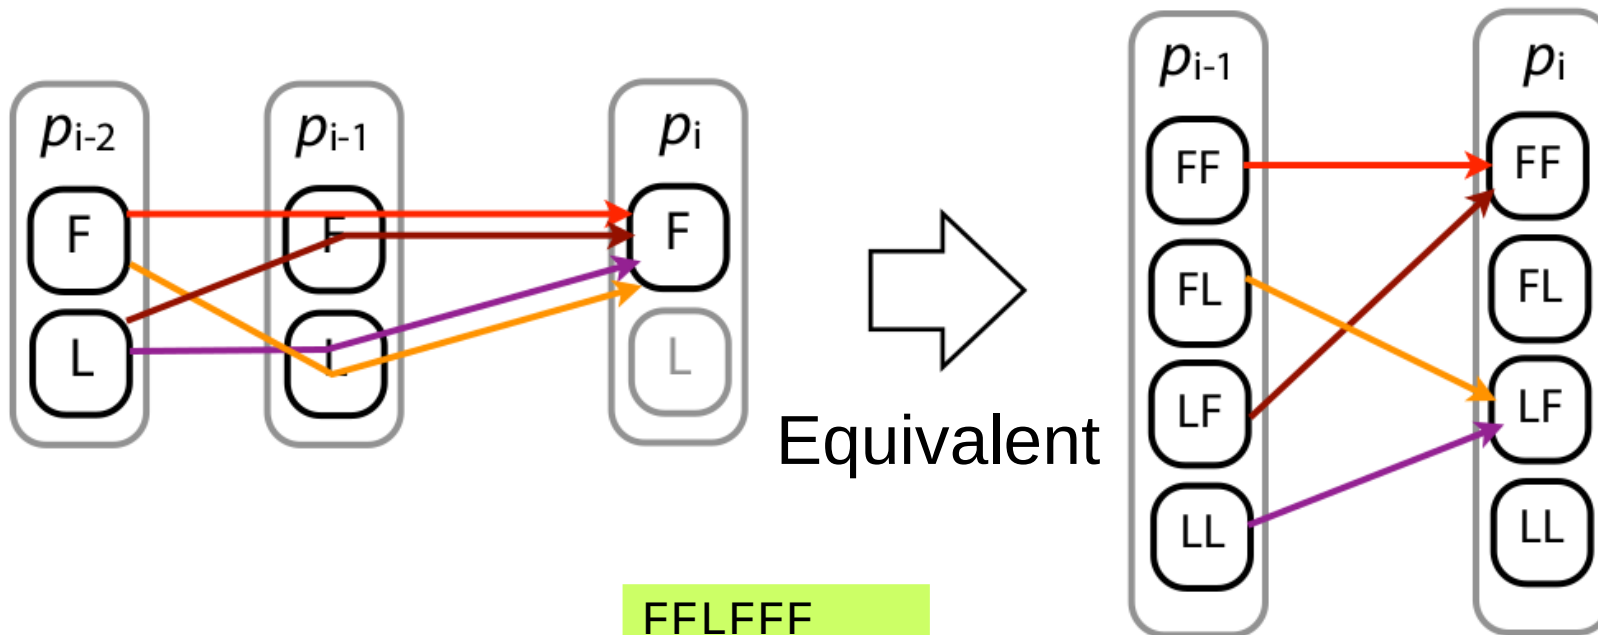 pi-2
pi-1
pi
F
F
F
L
L
L
Equivalent
pi-1
pi
FF
FF
FL
FL
LF
LF
LL
LL
FFLFFF